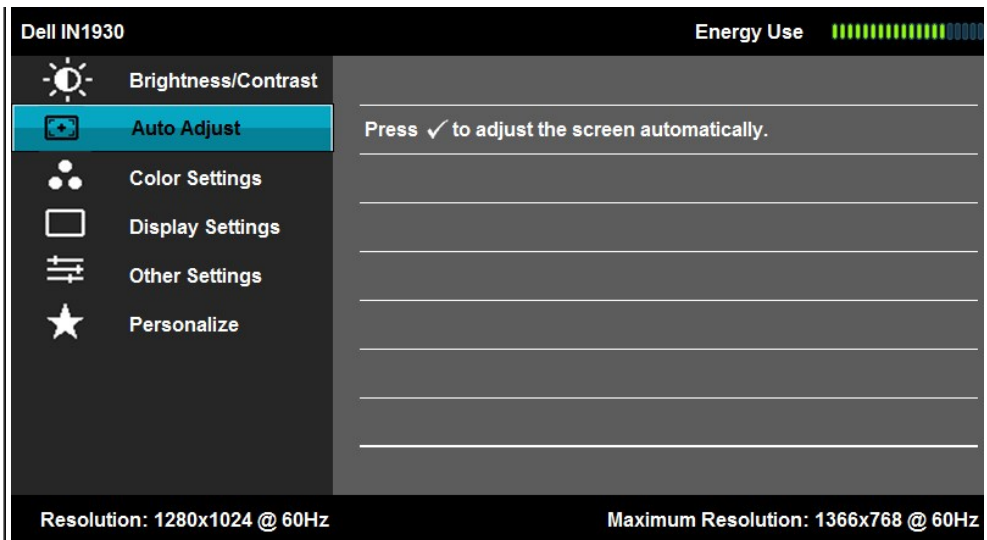 Dell IN1930 Energy Use
Brightness/Contrast
Auto Adjust Press ✓ to adjust the screen automatically.
Color Settings
Display Settings
Other Settings
Personalize
Resolution: 1280x1024 @ 60Hz Maximum Resolution: 1366x768 @ 60Hz